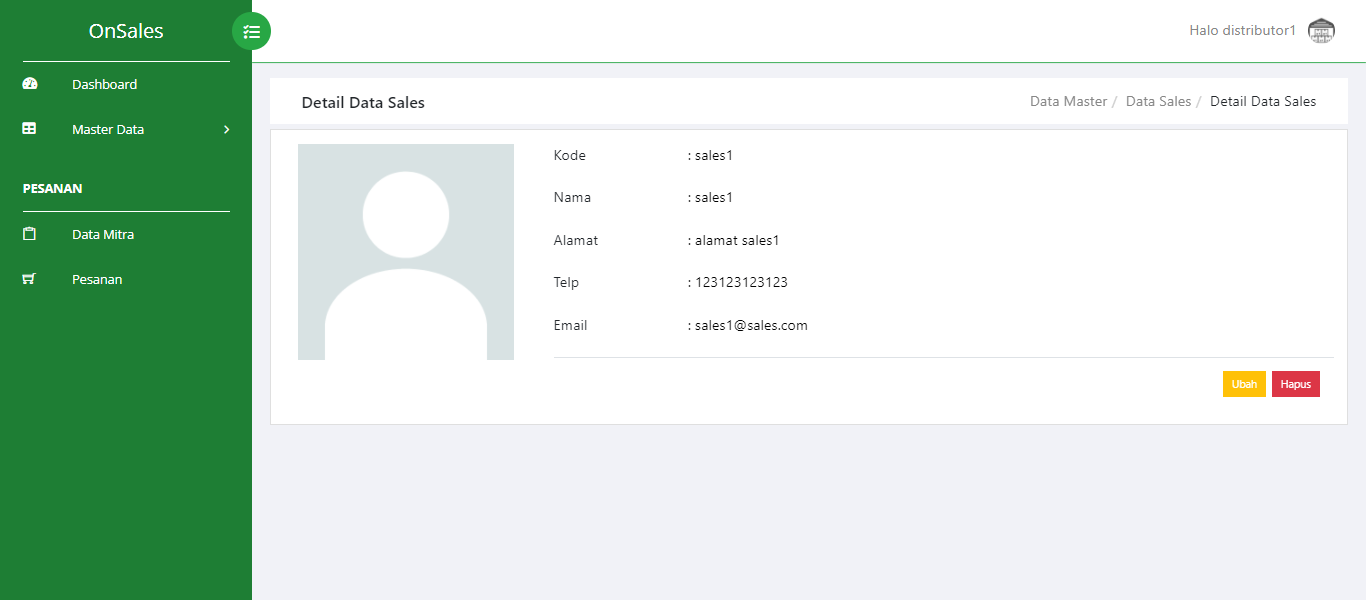 OnSales
Halo distributor1
Dashboard
Master Data
PESANAN
Data Mitra
Pesanan
Detail Data Sales
Data Master / Data Sales / Detail Data Sales
Kode : sales1
Nama : sales1
Alamat : alamat sales1
Telp : 123123123123
Email : sales1@sales.com
Ubah Hapus